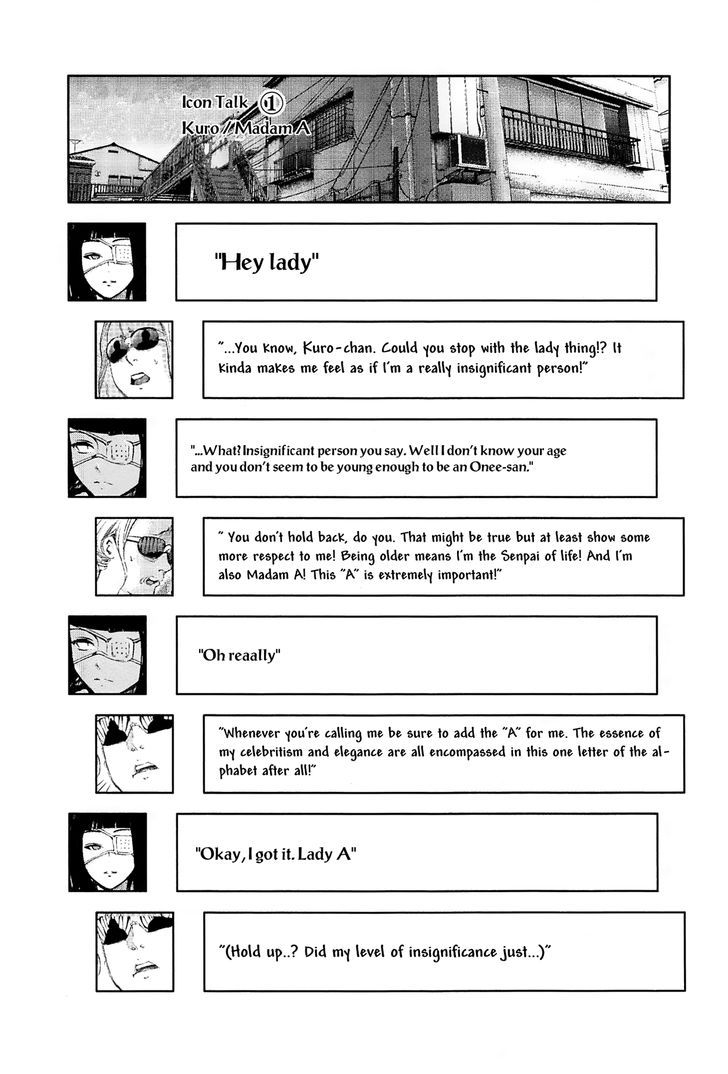 Icon Talk ①
Kuro // Madam A
"Hey lady"
"...You know, Kuro-chan. Could you stop with the lady thing!? It
kinda makes me feel as if I'm a really insignificant person!"
"...What? Insignificant person you say. Well I don't know your age
and you don't seem to be young enough to be an Onee-san."
" You don't hold back, do you. That might be true but at least show some
more respect to me! Being older means I'm the Senpai of life! And I'm
also Madam A! This "A" is extremely important!"
"Oh reaally"
"Whenever you're calling me be sure to add the "A" for me. The essence of
my celebritism and elegance are all encompassed in this one letter of the al-
phabet after all!"
"Okay, I got it. Lady A"
"(Hold up..? Did my level of insignificance just...)"